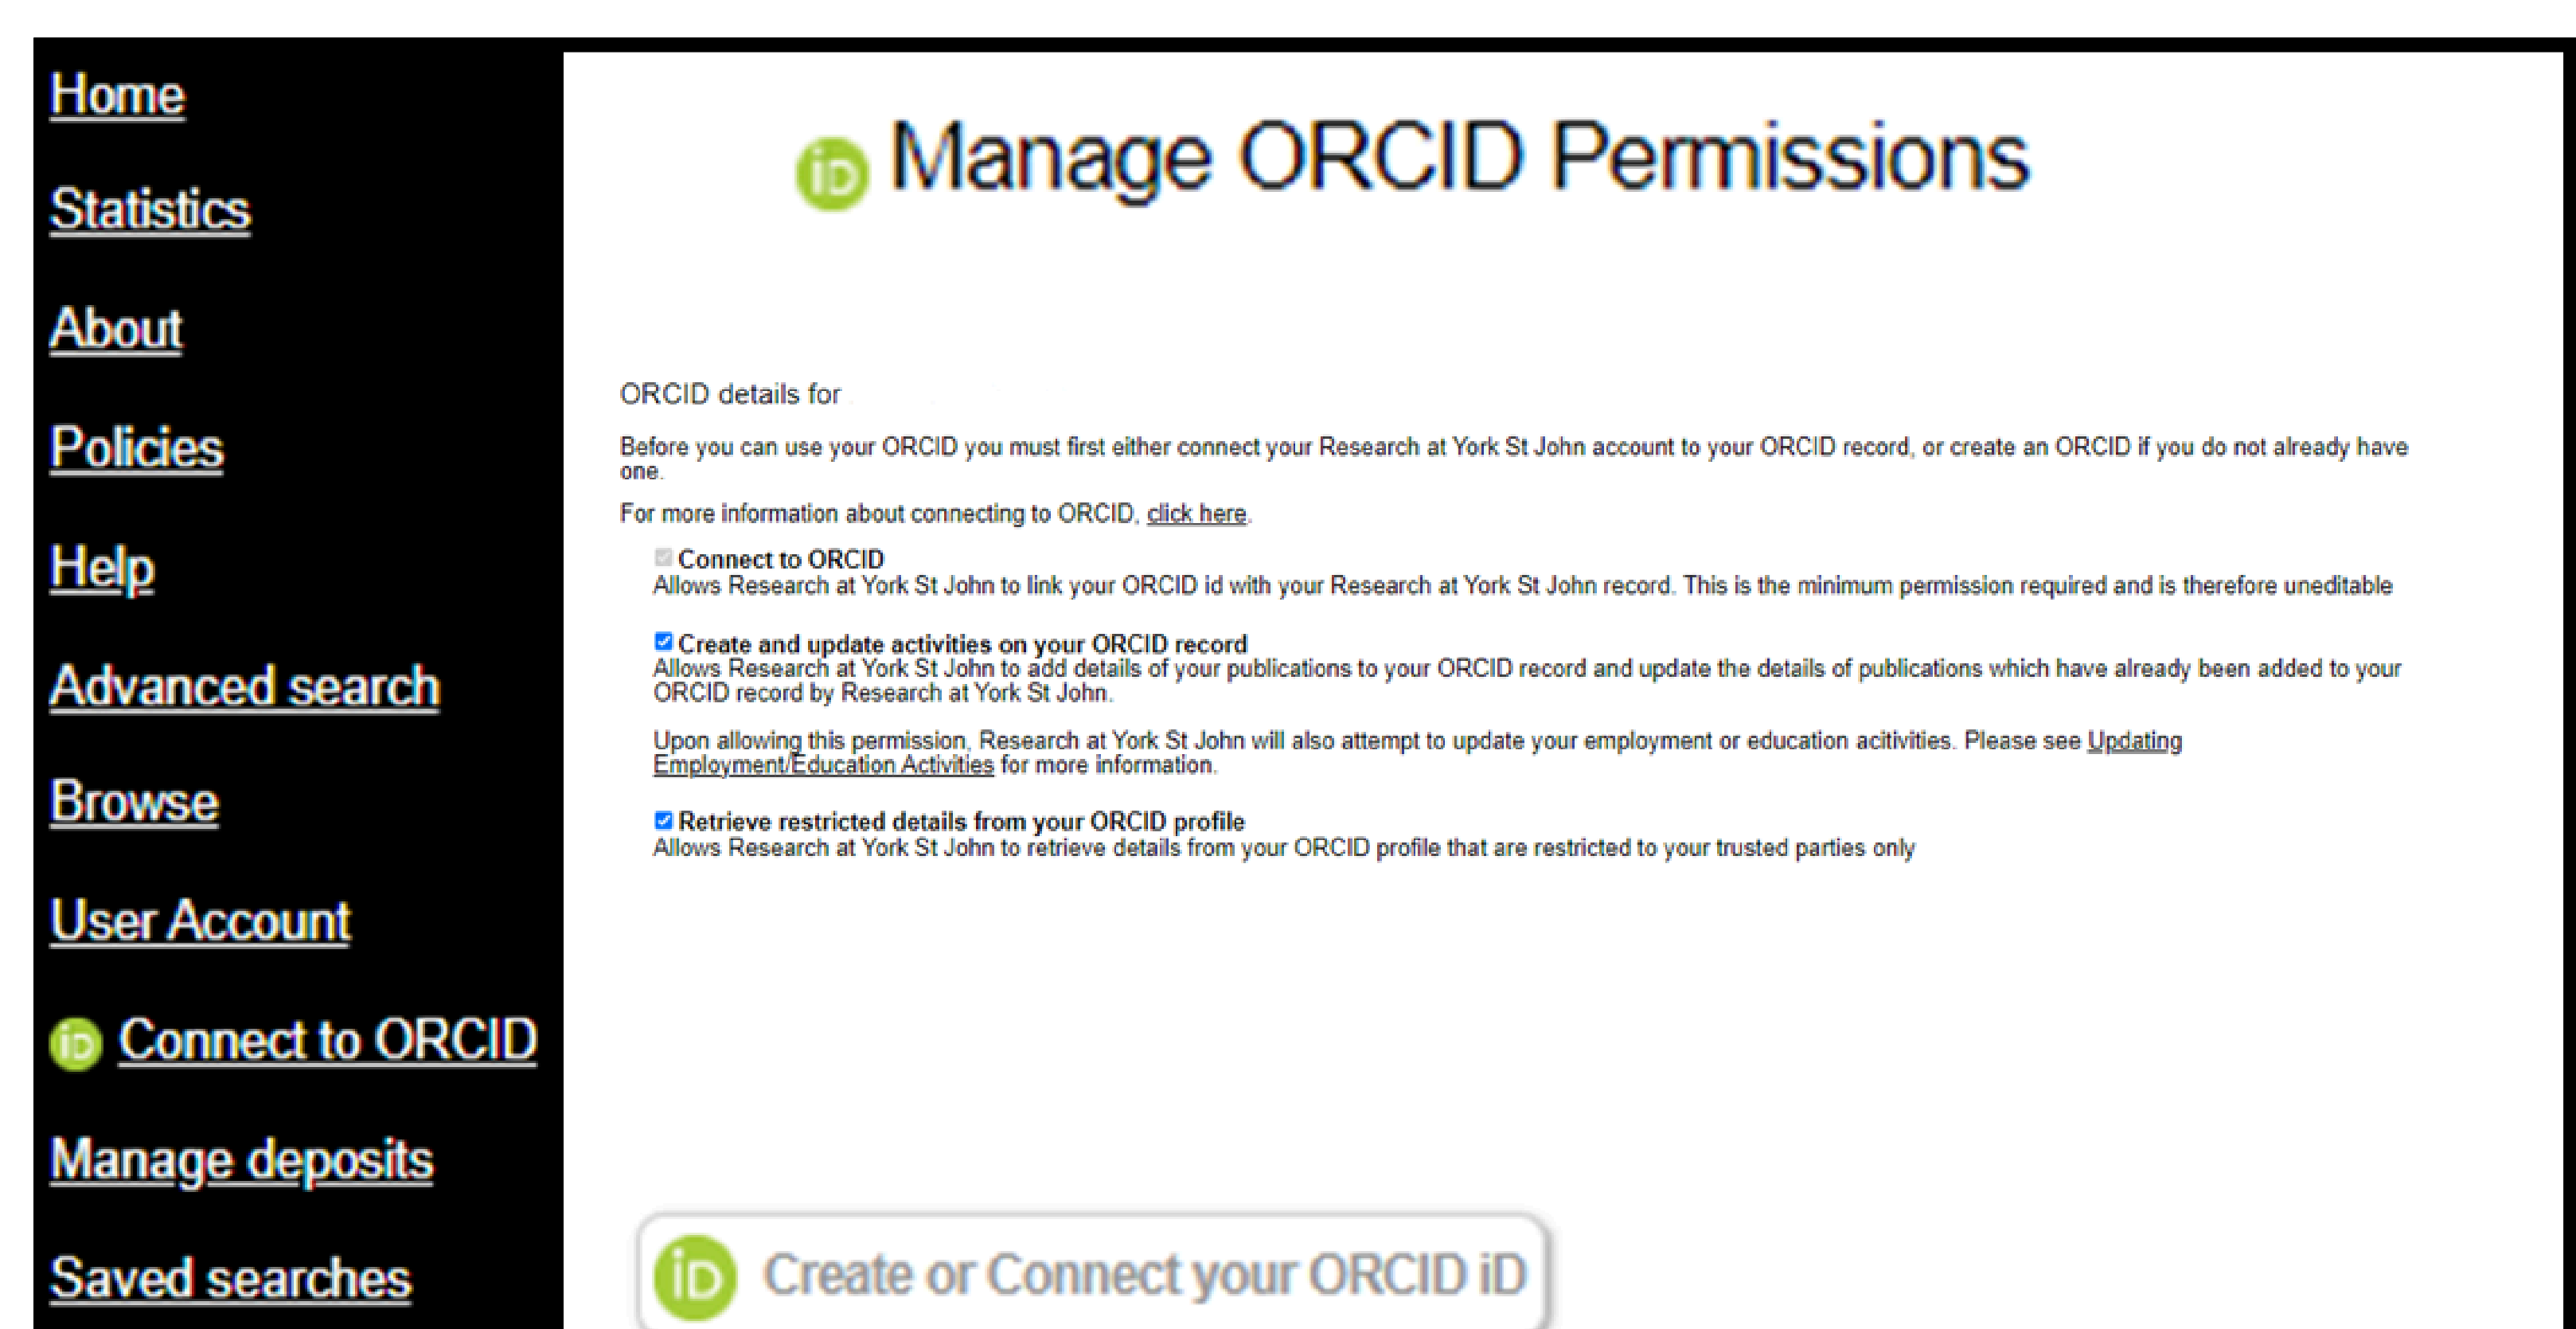 Home
Statistics
About
Policies
Help
Advanced search
Browse
User Account
iD Connect to ORCID
Manage deposits
Saved searches
iD Manage ORCID Permissions
ORCID details for
Before you can use your ORCID you must first either connect your Research at York St John account to your ORCID record, or create an ORCID if you do not already have
one.
For more information about connecting to ORCID, click here.
Connect to ORCID
Allows Research at York St John to link your ORCID id with your Research at York St John record. This is the minimum permission required and is therefore uneditable
Create and update activities on your ORCID record
Allows Research at York St John to add details of your publications to your ORCID record and update the details of publications which have already been added to your
ORCID record by Research at York St John.
Upon allowing this permission, Research at York St John will also attempt to update your employment or education acitivities. Please see Updating
Employment/Education Activities for more information.
Retrieve restricted details from your ORCID profile
Allows Research at York St John to retrieve details from your ORCID profile that are restricted to your trusted parties only
iD Create or Connect your ORCID iD